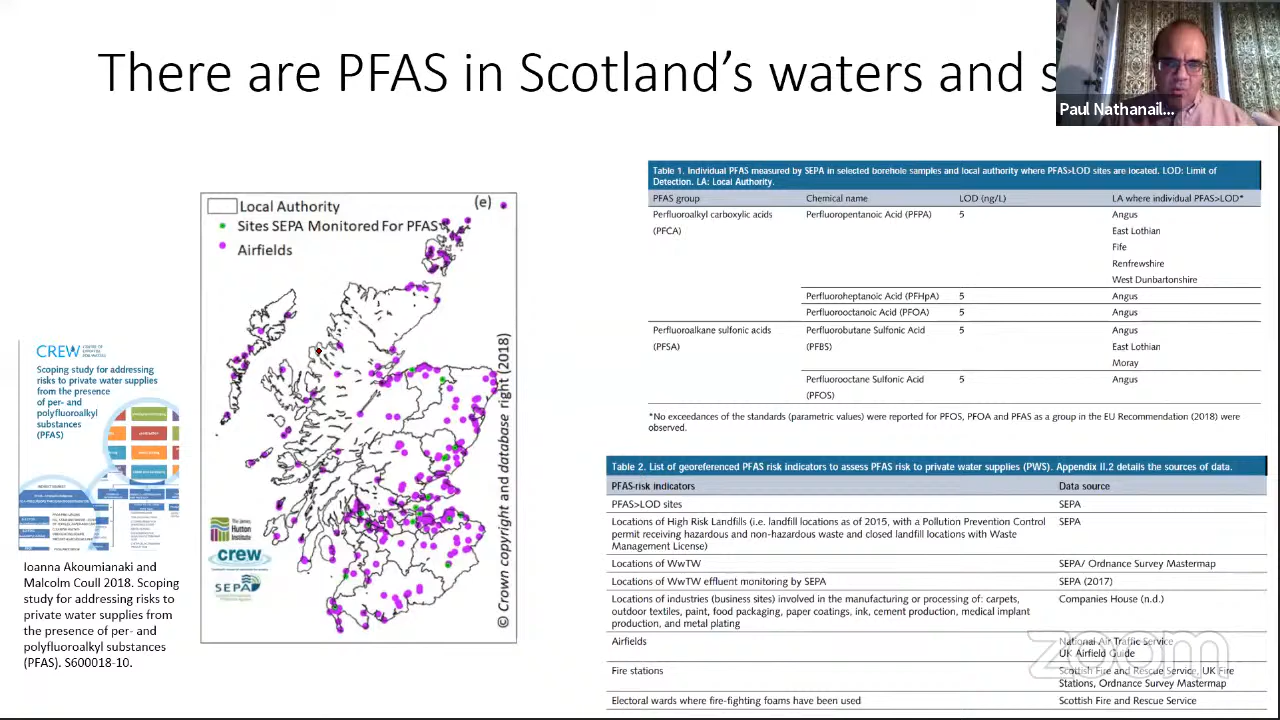 There are PFAS in Scotland's waters and s
Paul Nathanail...
Local Authority
(e)
Sites SEPA Monitored For PFAS
Airfields
© Crown copyright and database right (2018)
The James
Hutton
Institute
crew
SEPA
CREW
CENTRE OF
EXPERTISE
FOR WATERS
Scoping study for addressing
risks to private water supplies
from the presence
of per- and
polyfluoroalkyl
substances
(PFAS)
Ioanna Akoumianaki and
Malcolm Coull 2018. Scoping
study for addressing risks to
private water supplies from
the presence of per- and
polyfluoroalkyl substances
(PFAS). S600018-10.
Table 1. Individual PFAS measured by SEPA in selected borehole samples and local authority where PFAS>LOD sites are located. LOD: Limit of
Detection. LA: Local Authority.
PFAS group Chemical name LOD (ng/L) LA where individual PFAS>LOD*
Perfluoroalkyl carboxylic acids Perfluoropentanoic Acid (PFPA) 5 Angus
(PFCA) East Lothian
Fife
Renfrewshire
West Dunbartonshire
Perfluoroheptanoic Acid (PFHpA) 5 Angus
Perfluorooctanoic Acid (PFOA) 5 Angus
Perfluoroalkane sulfonic acids Perfluorobutane Sulfonic Acid 5 Angus
(PFSA) (PFBS) East Lothian
Moray
Perfluorooctane Sulfonic Acid 5 Angus
(PFOS)
*No exceedances of the standards (parametric values) were reported for PFOS, PFOA and PFAS as a group in the EU Recommendation (2018) were
observed.
Table 2. List of georeferenced PFAS risk indicators to assess PFAS risk to private water supplies (PWS). Appendix II.2 details the sources of data.
PFAS-risk indicators Data source
PFAS>LOD sites SEPA
Locations of High Risk Landfills (i.e. landfill locations as of 2015 with a Pollution Prevention Control SEPA
permit receiving hazardous and non-hazardous waste and closed landfill locations with Waste
Management License)
Locations of WwTW SEPA/ Ordnance Survey Mastermap
Locations of WwTW effluent monitoring by SEPA SEPA (2017)
Locations of industries (business sites) involved in the manufacturing or processing of: carpets, Companies House (n.d.)
outdoor textiles, paint, food packaging, paper coatings, ink, cement production, medical implant
production, and metal plating
Airfields National Air Traffic Service
UK Airfield Guide
Fire stations Scottish Fire and Rescue Service, UK Fire
Stations, Ordnance Survey Mastermap
Electoral wards where fire-fighting foams have been used Scottish Fire and Rescue Service
zoom